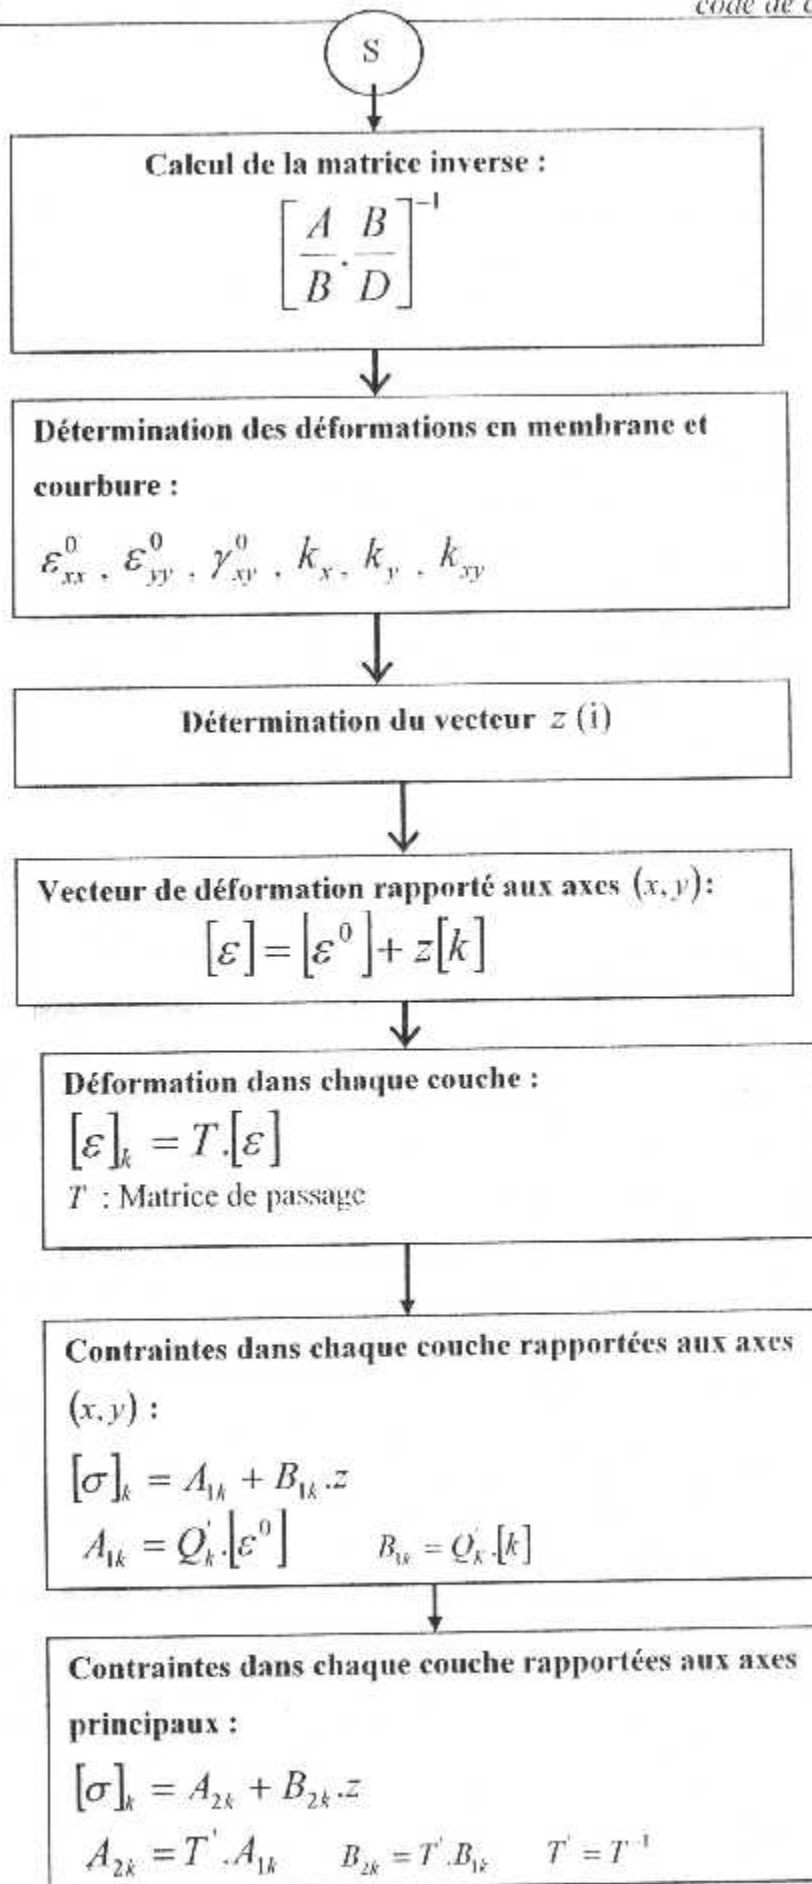 code de c
S
Calcul de la matrice inverse :
[A/B . B/D]⁻¹
Détermination des déformations en membrane et
courbure :
ε⁰ₓₓ , ε⁰yy , γ⁰xy , kₓ , ky , kxy
Détermination du vecteur z (i)
Vecteur de déformation rapporté aux axes (x, y):
[ε] = [ε⁰] + z[k]
Déformation dans chaque couche :
[ε]ₖ = T.[ε]
T : Matrice de passage
Contraintes dans chaque couche rapportées aux axes
(x, y) :
[σ]ₖ = A₁ₖ + B₁ₖ.z
A₁ₖ = Q'ₖ.[ε⁰] B₁ₖ = Q'ₖ.[k]
Contraintes dans chaque couche rapportées aux axes
principaux :
[σ]ₖ = A₂ₖ + B₂ₖ.z
A₂ₖ = T'.A₁ₖ B₂ₖ = T'.B₁ₖ T' = T⁻¹